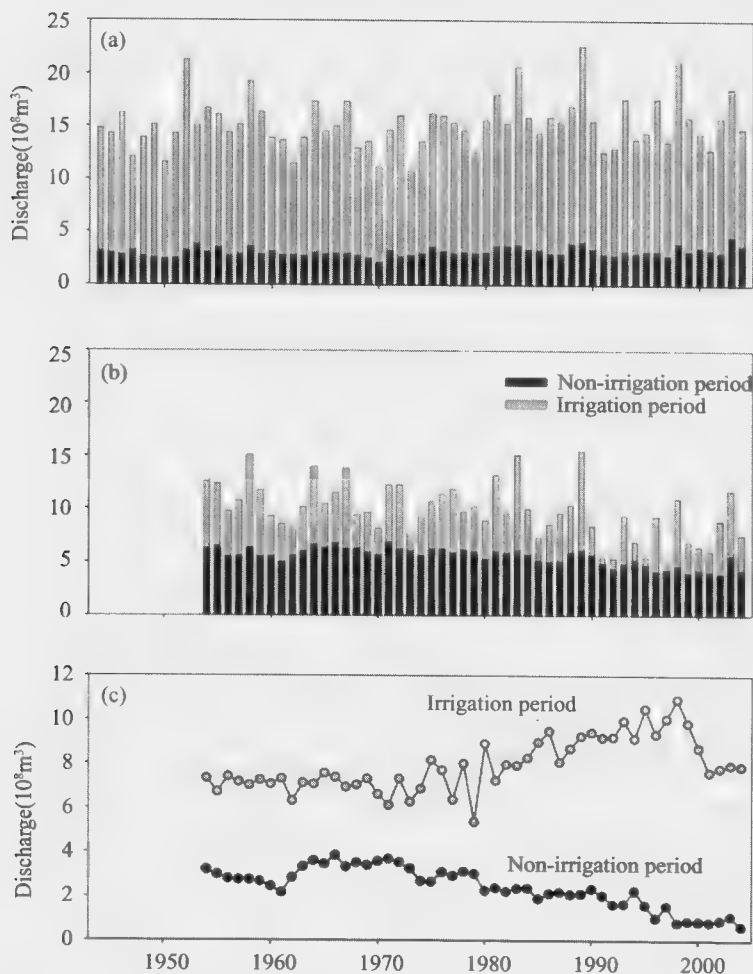 25
(a)
20
15
10
5
0
Discharge(10⁸m³)
25
(b)
20
15
10
5
0
Non-irrigation period
Irrigation period
12
(c)
10
8
6
4
2
0
Discharge(10⁸m³)
Irrigation period
Non-irrigation period
1950 1960 1970 1980 1990 2000